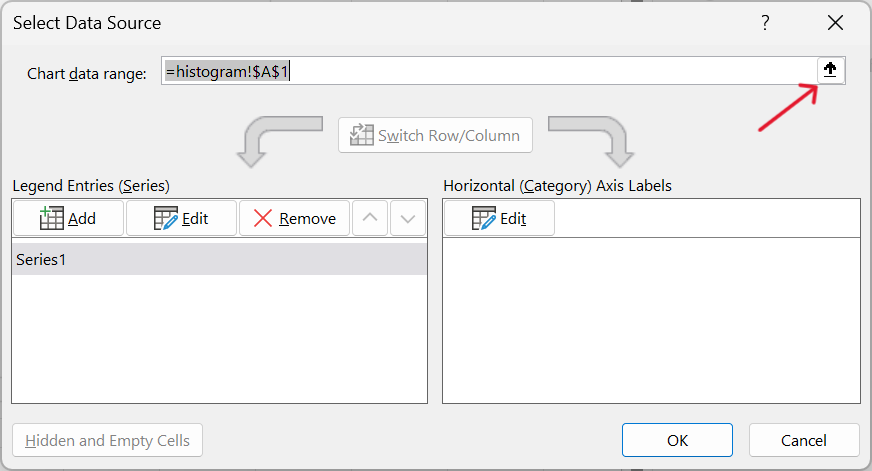 Select Data Source
?
Chart data range: =histogram!$A$1
Switch Row/Column
Legend Entries (Series)
Horizontal (Category) Axis Labels
Add Edit Remove
Edit
Series1
Hidden and Empty Cells
OK Cancel